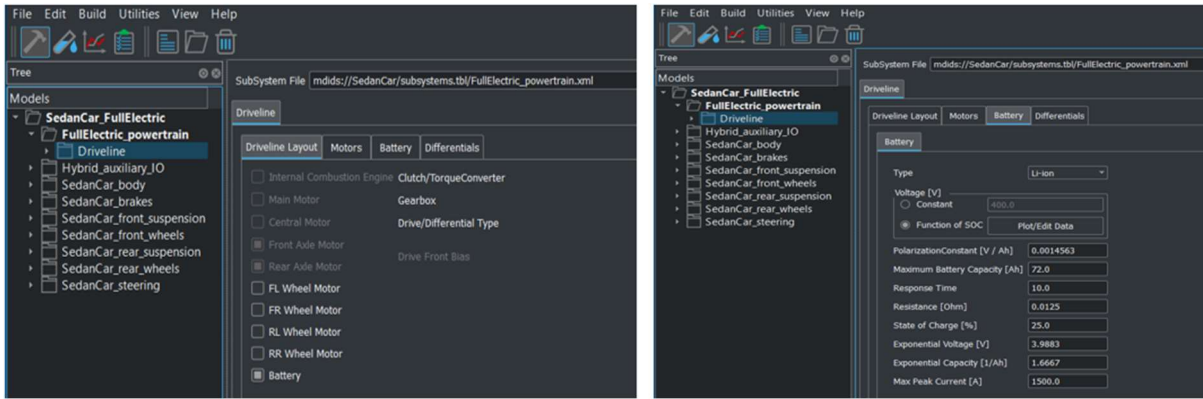 File Edit Build Utilities View Help
Tree
Models
SedanCar_FullElectric
FullElectric_powertrain
Driveline
Hybrid_auxiliary_IO
SedanCar_body
SedanCar_brakes
SedanCar_front_suspension
SedanCar_front_wheels
SedanCar_rear_suspension
SedanCar_rear_wheels
SedanCar_steering
SubSystem File mdids://SedanCar/subsystems.tbl/FullElectric_powertrain.xml
Driveline
Driveline Layout Motors Battery Differentials
Internal Combustion Engine Clutch/TorqueConverter
Main Motor Gearbox
Central Motor Drive/Differential Type
Front Axle Motor
Drive Front Bias
Rear Axle Motor
FL Wheel Motor
FR Wheel Motor
RL Wheel Motor
RR Wheel Motor
Battery
File Edit Build Utilities View Help
Tree
Models
SedanCar_FullElectric
FullElectric_powertrain
Driveline
Hybrid_auxiliary_IO
SedanCar_body
SedanCar_brakes
SedanCar_front_suspension
SedanCar_front_wheels
SedanCar_rear_suspension
SedanCar_rear_wheels
SedanCar_steering
SubSystem File mdids://SedanCar/subsystems.tbl/FullElectric_powertrain.xml
Driveline
Driveline Layout Motors Battery Differentials
Battery
Type Li-ion
Voltage [V]
Constant 400.0
Function of SOC Plot/Edit Data
PolarizationConstant [V / Ah] 0.0014563
Maximum Battery Capacity [Ah] 72.0
Response Time 10.0
Resistance [Ohm] 0.0125
State of Charge [%] 25.0
Exponential Voltage [V] 3.9883
Exponential Capacity [1/Ah] 1.6667
Max Peak Current [A] 1500.0